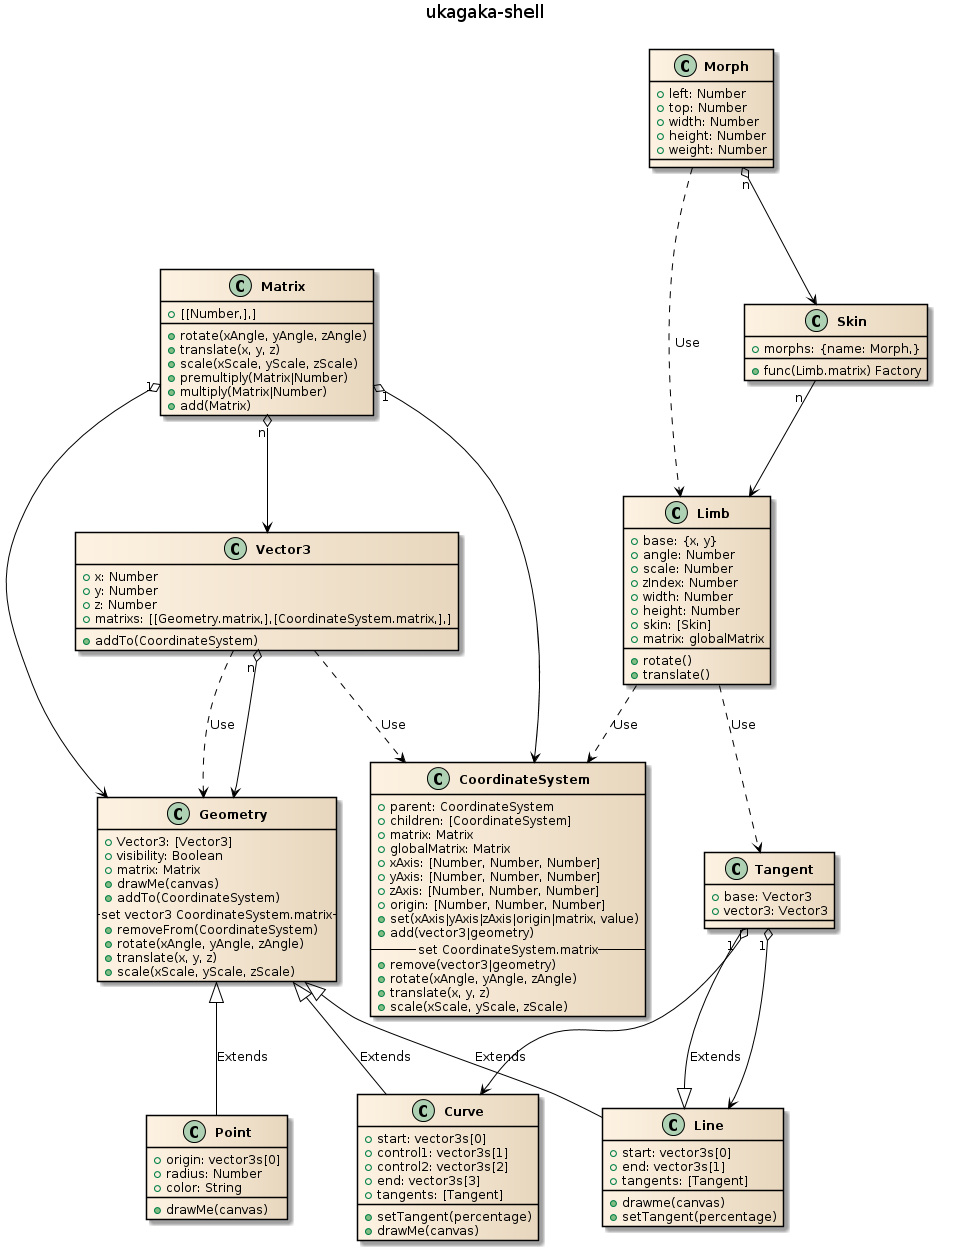 ukagaka-shell
C Morph
left: Number
top: Number
width: Number
height: Number
weight: Number
n
C Matrix
[[Number,],]
rotate(xAngle, yAngle, zAngle)
translate(x, y, z)
scale(xScale, yScale, zScale)
premultiply(Matrix|Number)
multiply(Matrix|Number)
add(Matrix)
1
1
n
C Skin
morphs: {name: Morph,}
func(Limb.matrix) Factory
n
Use
C Vector3
x: Number
y: Number
z: Number
matrixs: [[Geometry.matrix,],[CoordinateSystem.matrix,],]
addTo(CoordinateSystem)
n
C Limb
base: {x, y}
angle: Number
scale: Number
zIndex: Number
width: Number
height: Number
skin: [Skin]
matrix: globalMatrix
rotate()
translate()
Use
Use
Use
Use
C Geometry
Vector3: [Vector3]
visibility: Boolean
matrix: Matrix
drawMe(canvas)
addTo(CoordinateSystem)
set vector3 CoordinateSystem.matrix
removeFrom(CoordinateSystem)
rotate(xAngle, yAngle, zAngle)
translate(x, y, z)
scale(xScale, yScale, zScale)
C CoordinateSystem
parent: CoordinateSystem
children: [CoordinateSystem]
matrix: Matrix
globalMatrix: Matrix
xAxis: [Number, Number, Number]
yAxis: [Number, Number, Number]
zAxis: [Number, Number, Number]
origin: [Number, Number, Number]
set(xAxis|yAxis|zAxis|origin|matrix, value)
add(vector3|geometry)
set CoordinateSystem.matrix
remove(vector3|geometry)
rotate(xAngle, yAngle, zAngle)
translate(x, y, z)
scale(xScale, yScale, zScale)
C Tangent
base: Vector3
vector3: Vector3
1
1
Extends
Extends
Extends
Extends
C Point
origin: vector3s[0]
radius: Number
color: String
drawMe(canvas)
C Curve
start: vector3s[0]
control1: vector3s[1]
control2: vector3s[2]
end: vector3s[3]
tangents: [Tangent]
setTangent(percentage)
drawMe(canvas)
C Line
start: vector3s[0]
end: vector3s[1]
tangents: [Tangent]
drawme(canvas)
setTangent(percentage)